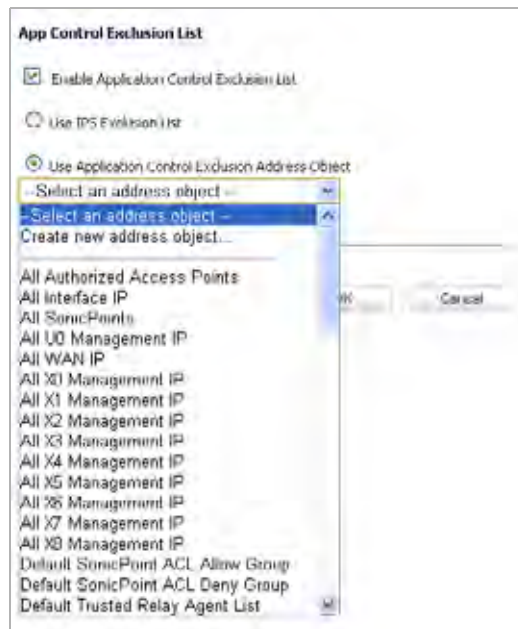 App Control Exclusion List
Enable Application Control Exclusion List
Use IPS Exclusion List
Use Application Control Exclusion Address Object
--Select an address object --
--Select an address object --
Create new address object...
All Authorized Access Points
All Interface IP
OK Cancel
All SonicPoints
All U0 Management IP
All WAN IP
All X0 Management IP
All X1 Management IP
All X2 Management IP
All X3 Management IP
All X4 Management IP
All X5 Management IP
All X6 Management IP
All X7 Management IP
All X8 Management IP
Default SonicPoint ACL Allow Group
Default SonicPoint ACL Deny Group
Default Trusted Relay Agent List